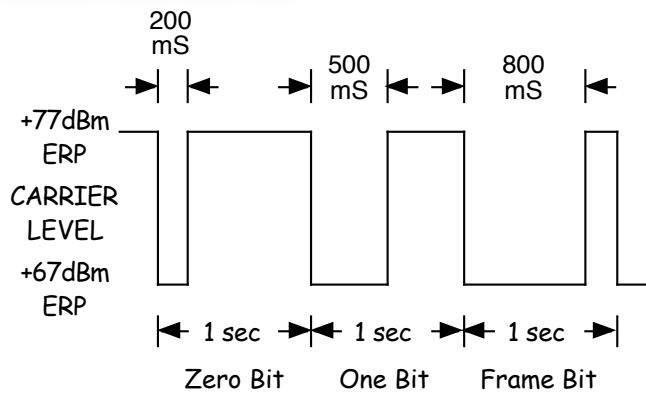 200
mS
500
mS
800
mS
+77dBm
ERP
CARRIER
LEVEL
+67dBm
ERP
1 sec
1 sec
1 sec
Zero Bit
One Bit
Frame Bit